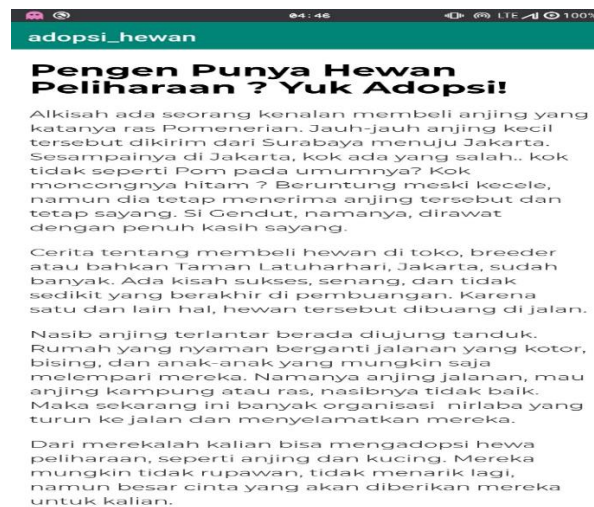 04:46
LTE
100%
adopsi_hewan
Pengen Punya Hewan
Peliharaan ? Yuk Adopsi!
Alkisah ada seorang kenalan membeli anjing yang
katanya ras Pomenerian. Jauh-jauh anjing kecil
tersebut dikirim dari Surabaya menuju Jakarta.
Sesampainya di Jakarta, kok ada yang salah.. kok
tidak seperti Pom pada umumnya? Kok
moncongnya hitam ? Beruntung meski kecele,
namun dia tetap menerima anjing tersebut dan
tetap sayang. Si Gendut, namanya, dirawat
dengan penuh kasih sayang.
Cerita tentang membeli hewan di toko, breeder
atau bahkan Taman Latuharhari, Jakarta, sudah
banyak. Ada kisah sukses, senang, dan tidak
sedikit yang berakhir di pembuangan. Karena
satu dan lain hal, hewan tersebut dibuang di jalan.
Nasib anjing terlantar berada diujung tanduk.
Rumah yang nyaman berganti jalanan yang kotor,
bising, dan anak-anak yang mungkin saja
melempari mereka. Namanya anjing jalanan, mau
anjing kampung atau ras, nasibnya tidak baik.
Maka sekarang ini banyak organisasi nirlaba yang
turun ke jalan dan menyelamatkan mereka.
Dari merekalah kalian bisa mengadopsi hewa
peliharaan, seperti anjing dan kucing. Mereka
mungkin tidak rupawan, tidak menarik lagi,
namun besar cinta yang akan diberikan mereka
untuk kalian.